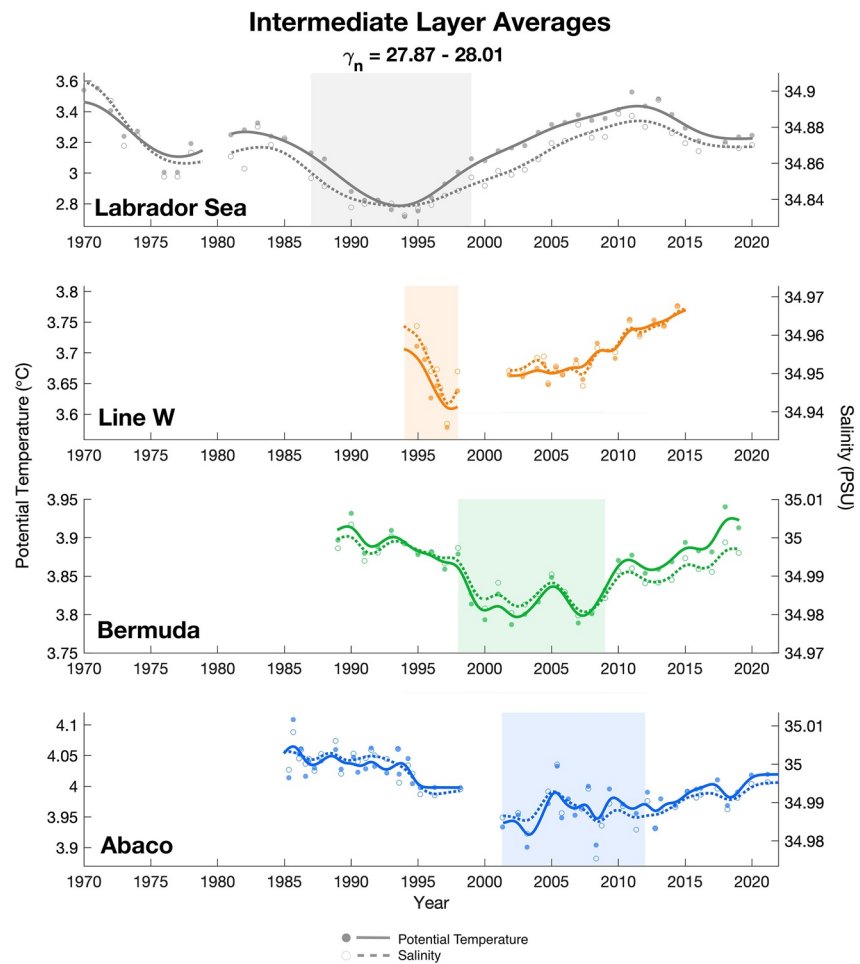 Intermediate Layer Averages
γn = 27.87 - 28.01
3.6
3.4
3.2
3
2.8
34.9
34.88
34.86
34.84
Labrador Sea
1970 1975 1980 1985 1990 1995 2000 2005 2010 2015 2020
3.8
3.75
3.7
3.65
3.6
34.97
34.96
34.95
34.94
Line W
1970 1975 1980 1985 1990 1995 2000 2005 2010 2015 2020
Potential Temperature (°C)
Salinity (PSU)
3.95
3.9
3.85
3.8
3.75
35.01
35
34.99
34.98
34.97
Bermuda
1970 1975 1980 1985 1990 1995 2000 2005 2010 2015 2020
4.1
4.05
4
3.95
3.9
35.01
35
34.99
34.98
Abaco
1970 1975 1980 1985 1990 1995 2000 2005 2010 2015 2020
Year
Potential Temperature
Salinity